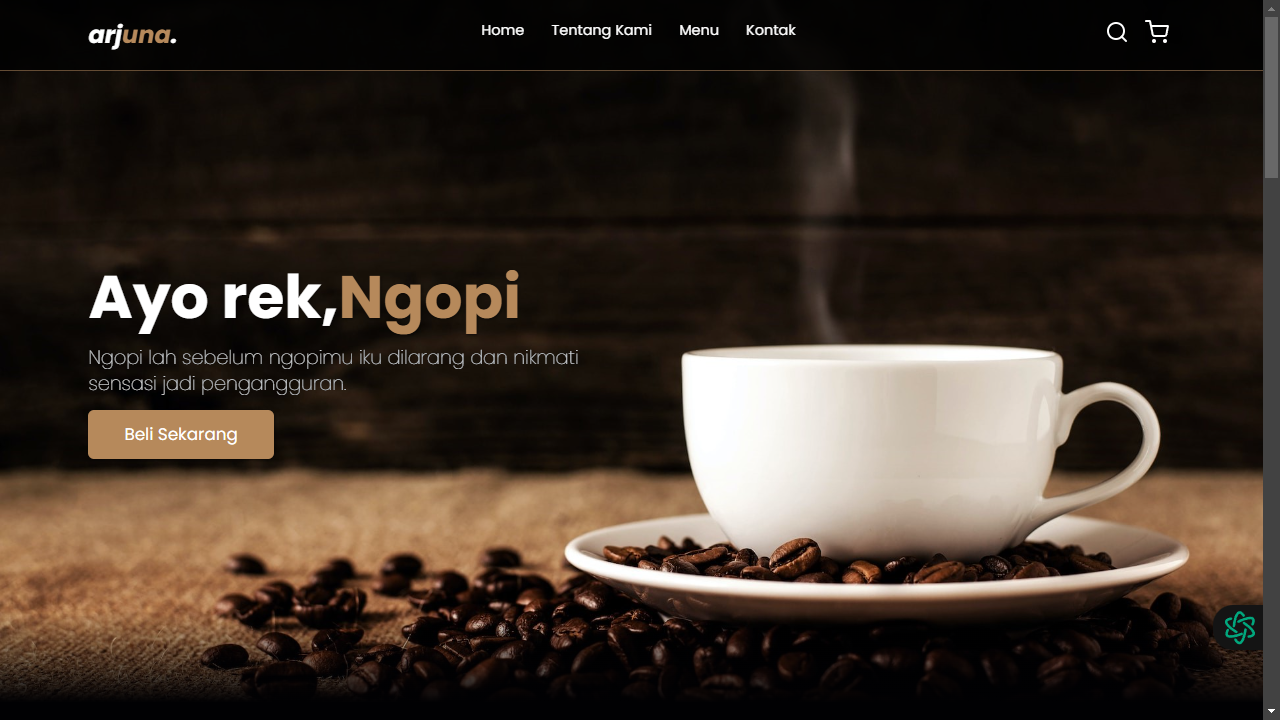 arjuna.
Home Tentang Kami Menu Kontak
Ayo rek,Ngopi
Ngopi lah sebelum ngopimu iku dilarang dan nikmati
sensasi jadi pengangguran.
Beli Sekarang